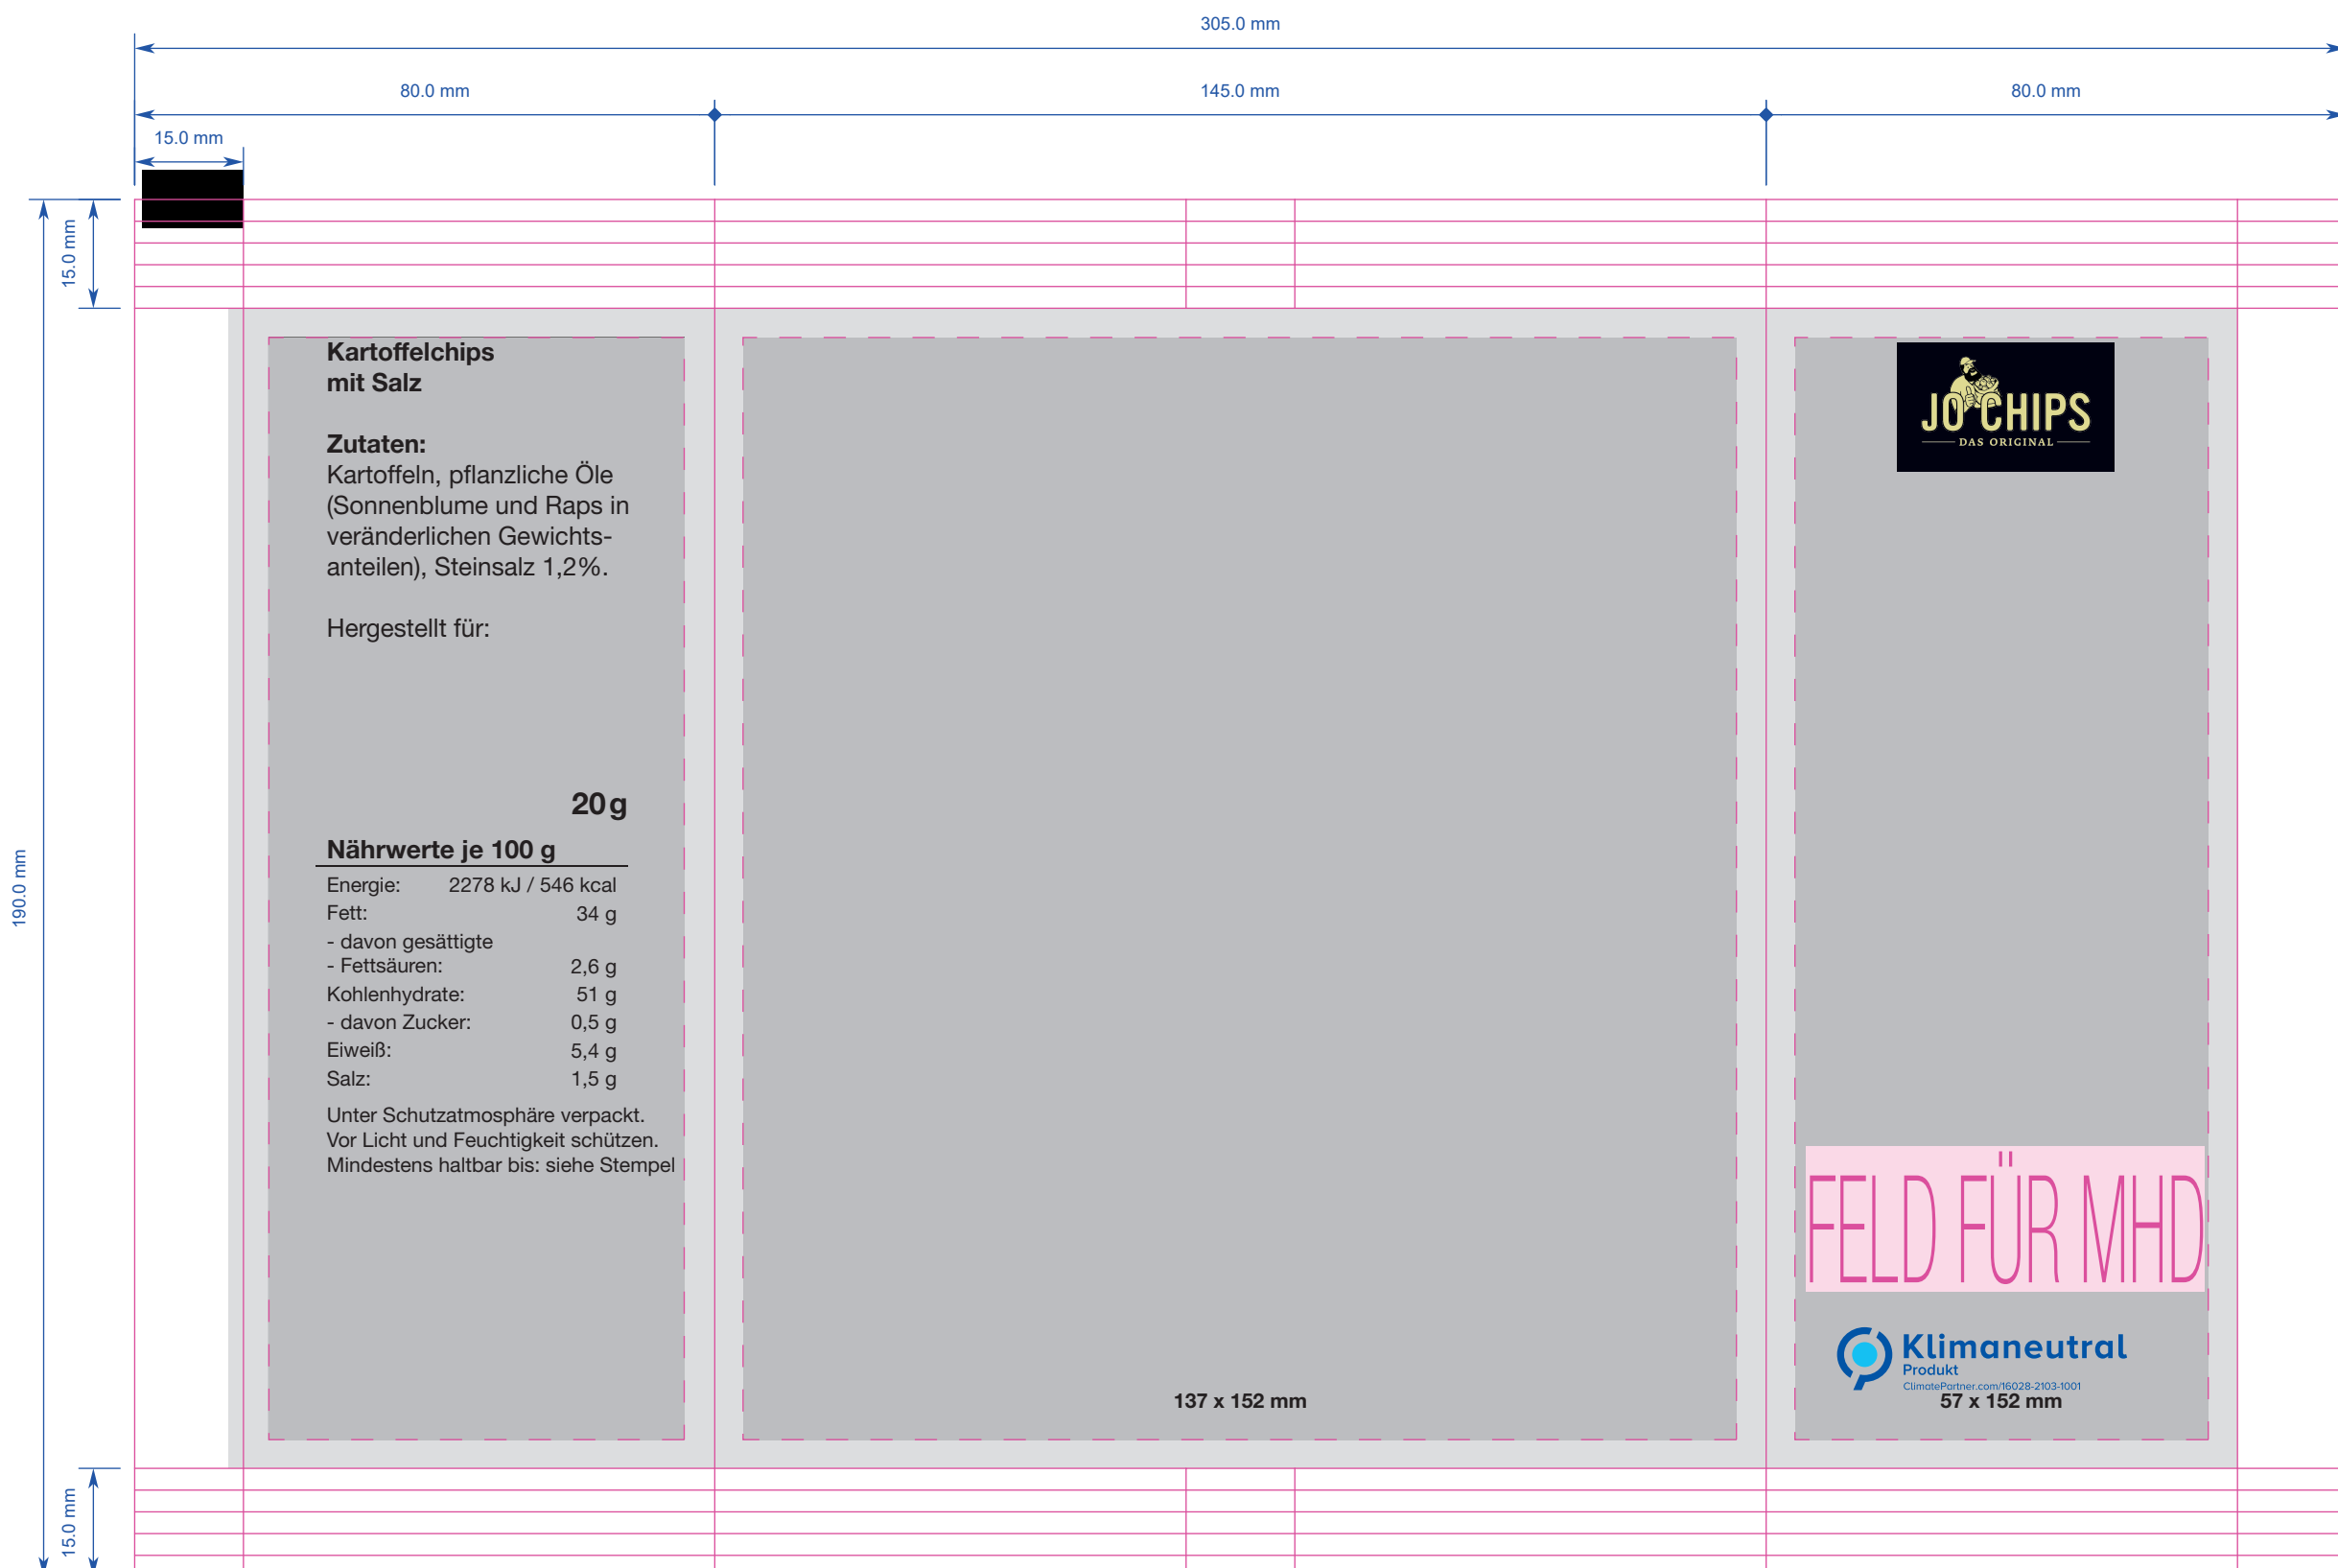 305.0 mm
80.0 mm
145.0 mm
80.0 mm
15.0 mm
15.0 mm
190.0 mm
15.0 mm
Kartoffelchips
mit Salz
Zutaten:
Kartoffeln, pflanzliche Öle
(Sonnenblume und Raps in
veränderlichen Gewichts-
anteilen), Steinsalz 1,2%.
Hergestellt für:
20 g
Nährwerte je 100 g
Energie: 2278 kJ / 546 kcal
Fett: 34 g
- davon gesättigte
- Fettsäuren: 2,6 g
Kohlenhydrate: 51 g
- davon Zucker: 0,5 g
Eiweiß: 5,4 g
Salz: 1,5 g
Unter Schutzatmosphäre verpackt.
Vor Licht und Feuchtigkeit schützen.
Mindestens haltbar bis: siehe Stempel
137 x 152 mm
JO CHIPS
DAS ORIGINAL
FELD FÜR MHD
Klimaneutral
Produkt
ClimatePartner.com/16028-2103-1001
57 x 152 mm